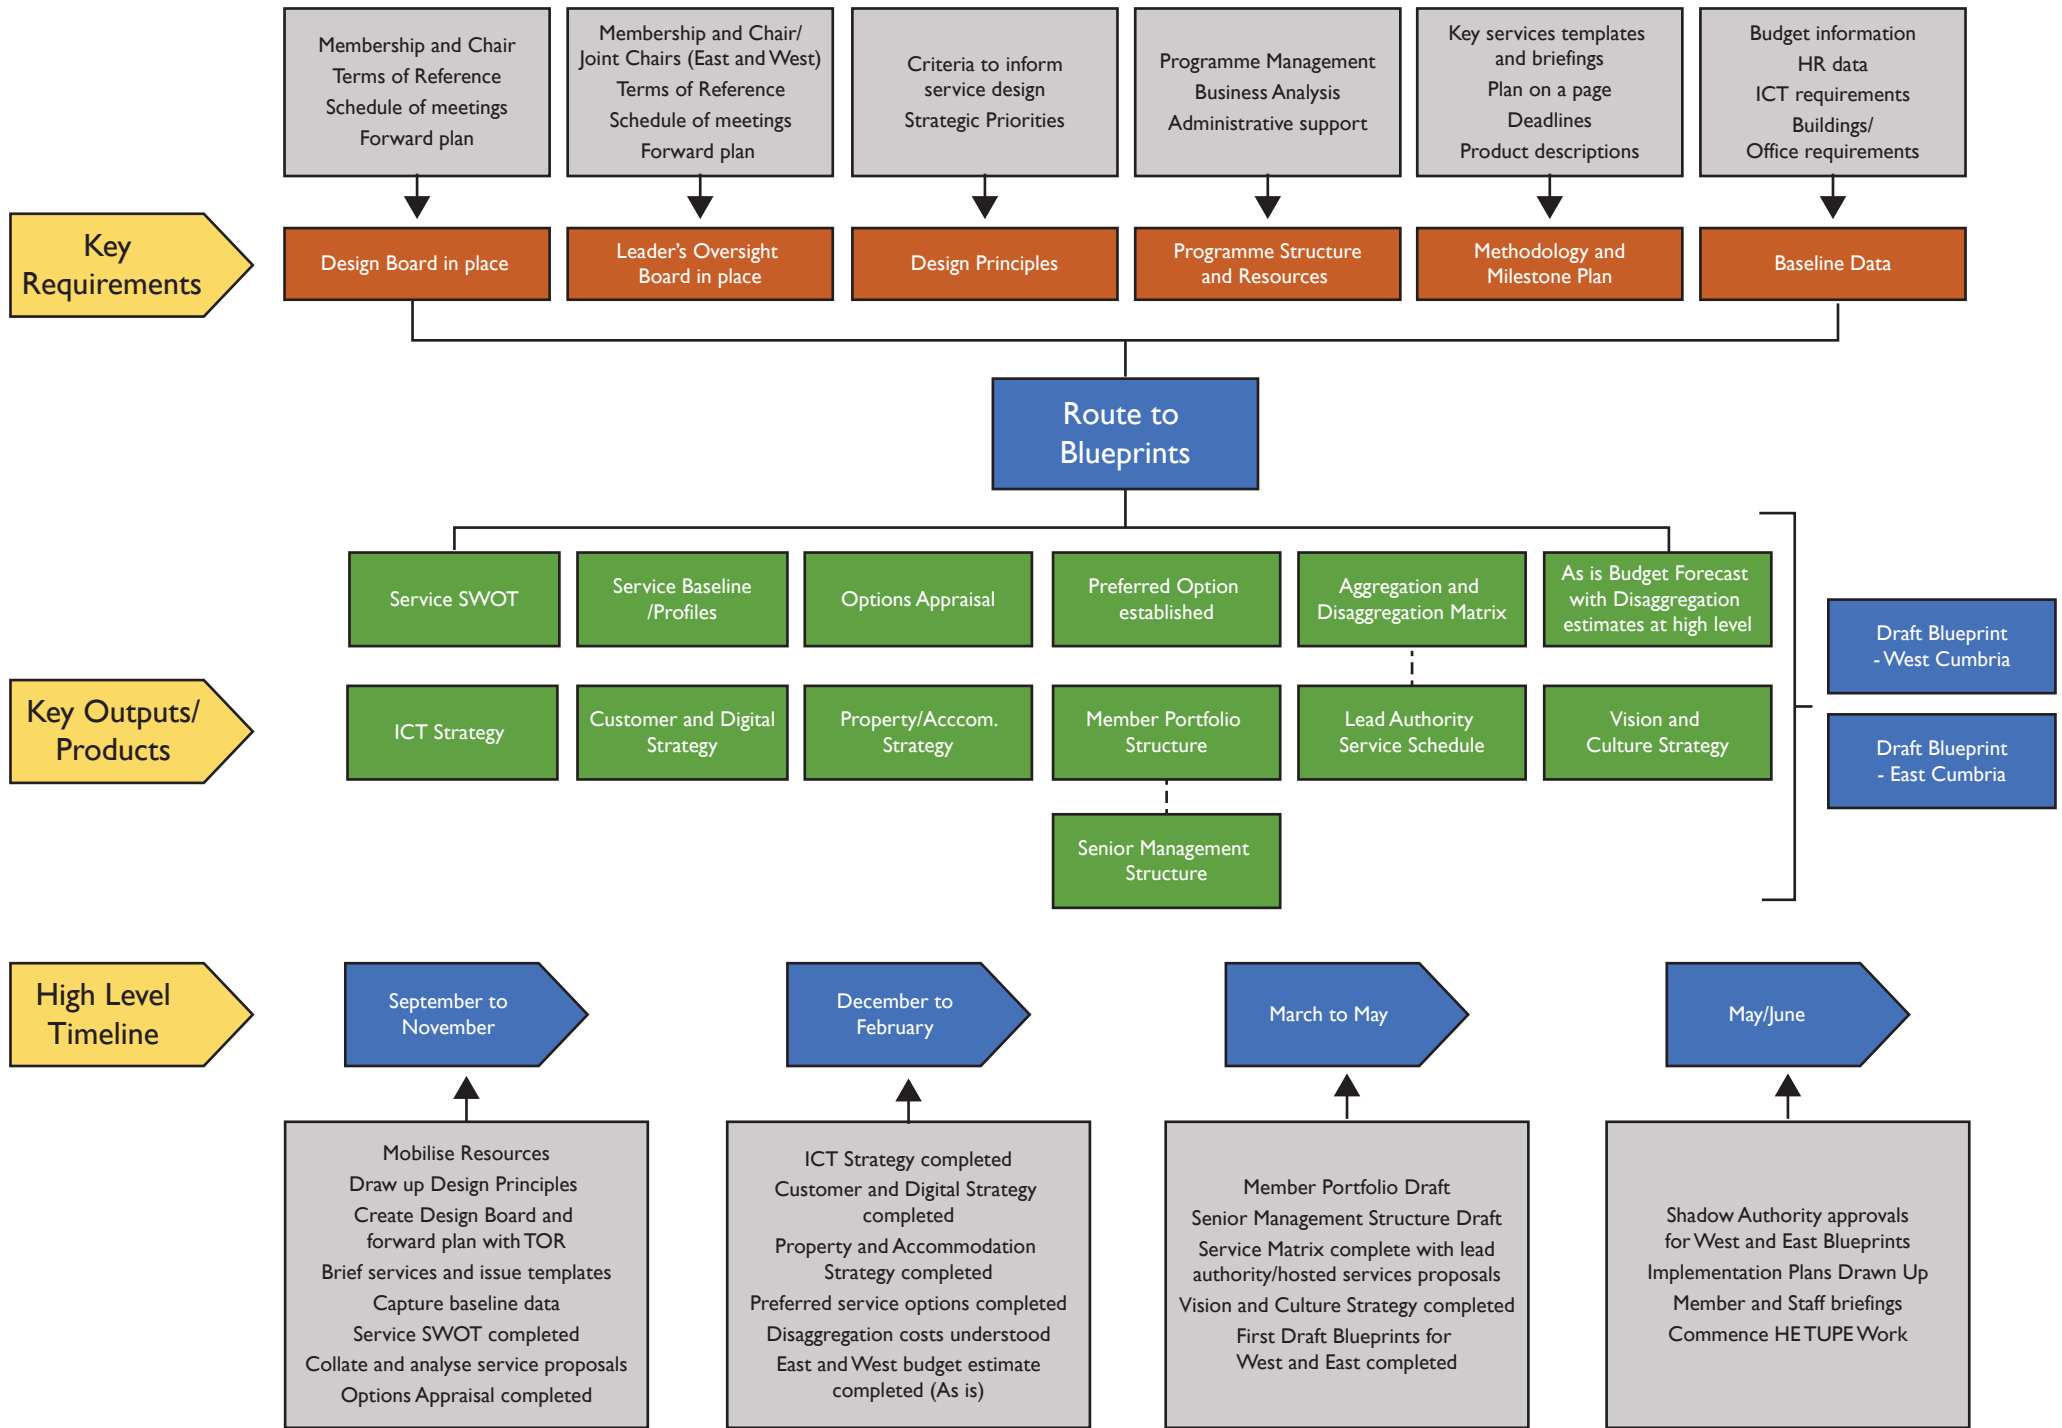 Membership and Chair
Terms of Reference
Schedule of meetings
Forward plan
Membership and Chair/
Joint Chairs (East and West)
Terms of Reference
Schedule of meetings
Forward plan
Criteria to inform
service design
Strategic Priorities
Programme Management
Business Analysis
Administrative support
Key services templates
and briefings
Plan on a page
Deadlines
Product descriptions
Budget information
HR data
ICT requirements
Buildings/
Office requirements
Key
Requirements
Design Board in place
Leader's Oversight
Board in place
Design Principles
Programme Structure
and Resources
Methodology and
Milestone Plan
Baseline Data
Route to
Blueprints
Key Outputs/
Products
Service SWOT
Service Baseline
/Profiles
Options Appraisal
Preferred Option
established
Aggregation and
Disaggregation Matrix
As is Budget Forecast
with Disaggregation
estimates at high level
ICT Strategy
Customer and Digital
Strategy
Property/Acccom.
Strategy
Member Portfolio
Structure
Lead Authority
Service Schedule
Vision and
Culture Strategy
Senior Management
Structure
Draft Blueprint
- West Cumbria
Draft Blueprint
- East Cumbria
High Level
Timeline
September to
November
December to
February
March to May
May/June
Mobilise Resources
Draw up Design Principles
Create Design Board and
forward plan with TOR
Brief services and issue templates
Capture baseline data
Service SWOT completed
Collate and analyse service proposals
Options Appraisal completed
ICT Strategy completed
Customer and Digital Strategy
completed
Property and Accommodation
Strategy completed
Preferred service options completed
Disaggregation costs understood
East and West budget estimate
completed (As is)
Member Portfolio Draft
Senior Management Structure Draft
Service Matrix complete with lead
authority/hosted services proposals
Vision and Culture Strategy completed
First Draft Blueprints for
West and East completed
Shadow Authority approvals
for West and East Blueprints
Implementation Plans Drawn Up
Member and Staff briefings
Commence HE TUPE Work